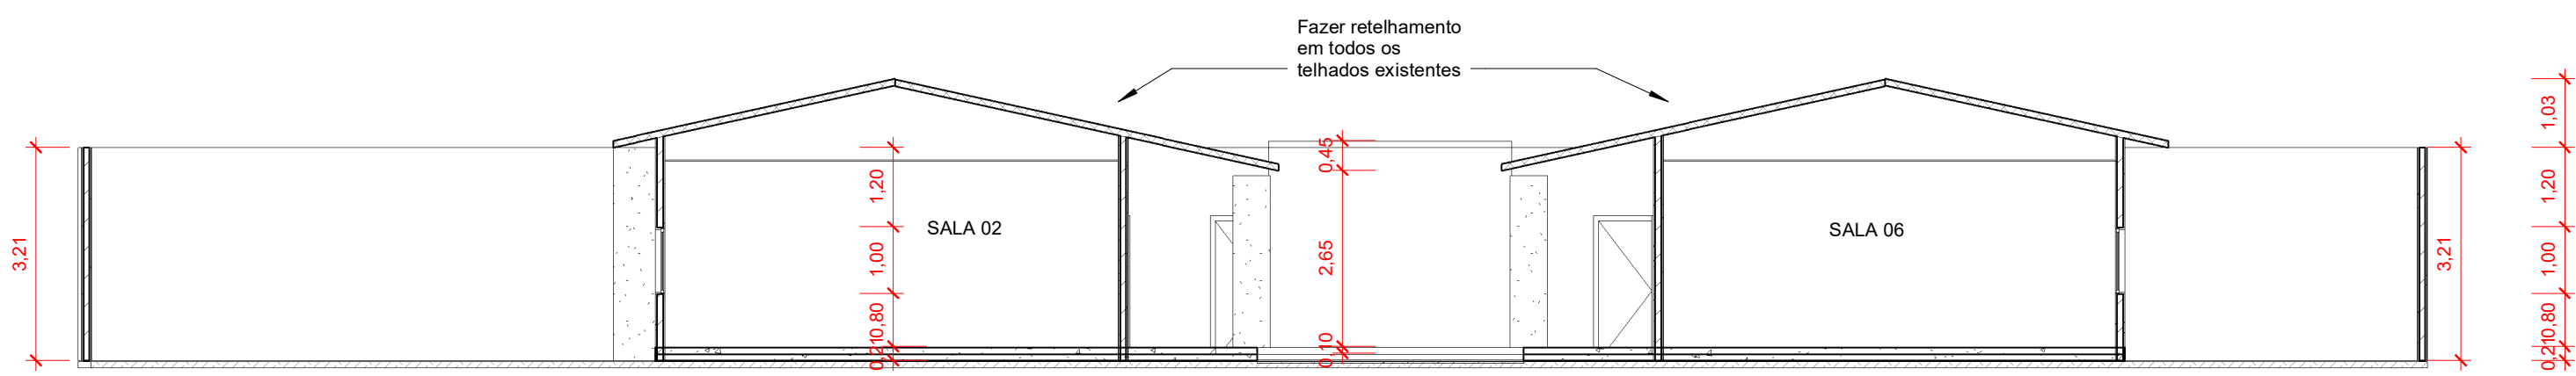 Fazer retelhamento
em todos os
telhados existentes
1,03
0,45
1,20
1,20
SALA 02
SALA 06
3,21
1,00
2,65
3,21
1,00
0,80
0,80
0,21
0,10
0,21